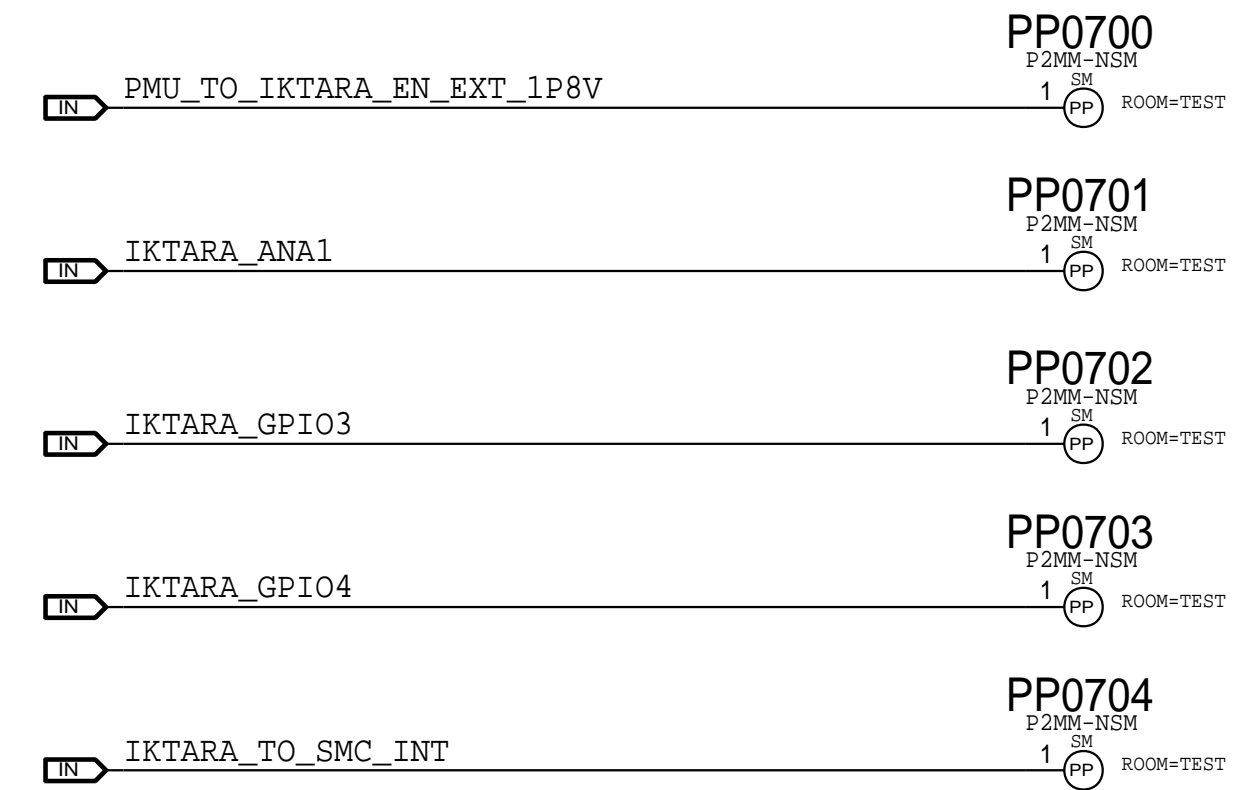 PP0700
P2MM-NSM
SM
IN PMU_TO_IKTARA_EN_EXT_1P8V 1 PP ROOM=TEST
PP0701
P2MM-NSM
SM
IN IKTARA_ANA1 1 PP ROOM=TEST
PP0702
P2MM-NSM
SM
IN IKTARA_GPIO3 1 PP ROOM=TEST
PP0703
P2MM-NSM
SM
IN IKTARA_GPIO4 1 PP ROOM=TEST
PP0704
P2MM-NSM
SM
IN IKTARA_TO_SMC_INT 1 PP ROOM=TEST